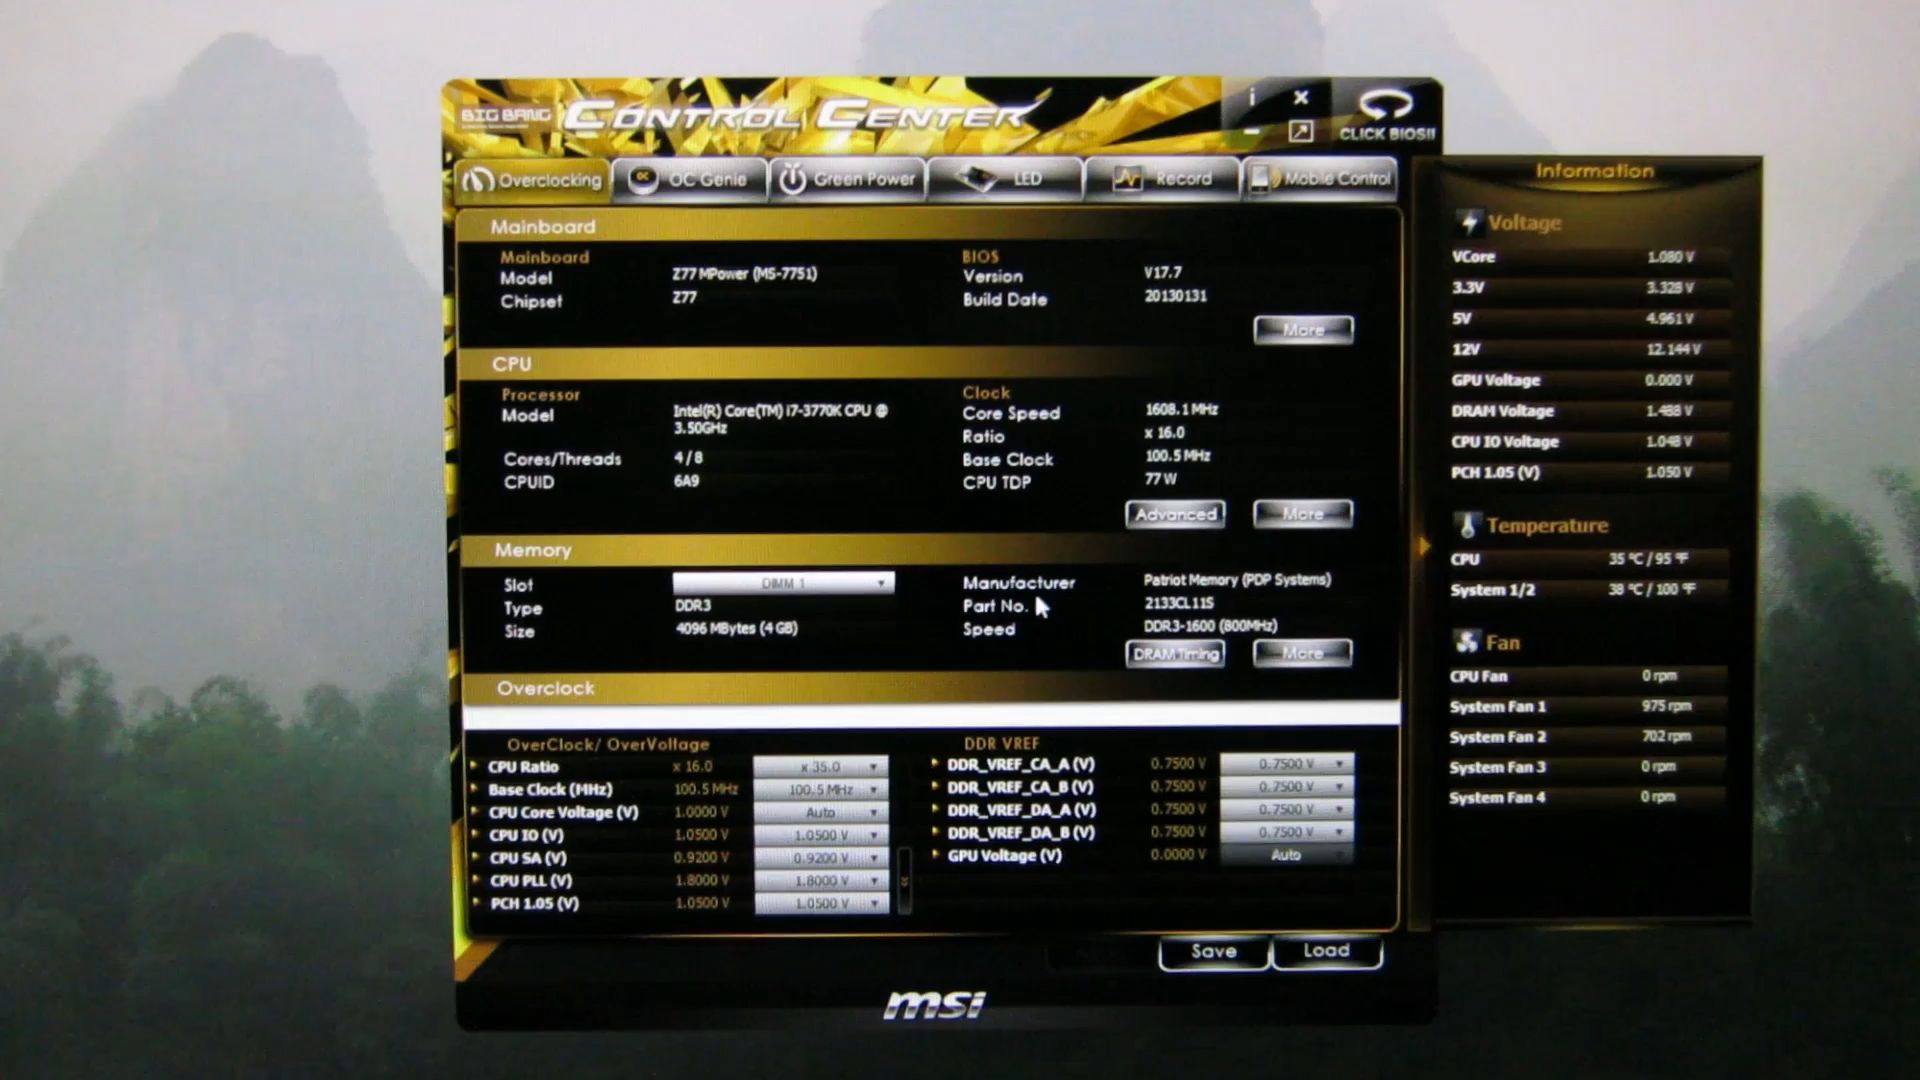 BIG BANG CONTROL CENTER
i
CLICK BIOSII
Overclocking OC Genie Green Power LED Record Mobile Control
Mainboard
Mainboard BIOS
Model Z77 MPower (MS-7751) Version V17.7
Chipset Z77 Build Date 20130131
More
CPU
Processor Clock
Model Intel(R) Core(TM) i7-3770K CPU @ 3.50GHz Core Speed 1608.1 MHz
Ratio x 16.0
Cores/Threads 4 / 8 Base Clock 100.5 MHz
CPUID 6A9 CPU TDP 77 W
Advanced More
Memory
Slot DIMM 1 Manufacturer Patriot Memory (PDP Systems)
Type DDR3 Part No. 2133CL11S
Size 4096 MBytes (4 GB) Speed DDR3-1600 (800MHz)
DRAM Timing More
Overclock
OverClock/ OverVoltage DDR VREF
CPU Ratio x 16.0 x 35.0 DDR_VREF_CA_A (V) 0.7500 V 0.7500 V
Base Clock (MHz) 100.5 MHz 100.5 MHz DDR_VREF_CA_B (V) 0.7500 V 0.7500 V
CPU Core Voltage (V) 1.0000 V Auto DDR_VREF_DA_A (V) 0.7500 V 0.7500 V
CPU IO (V) 1.0500 V 1.0500 V DDR_VREF_DA_B (V) 0.7500 V 0.7500 V
CPU SA (V) 0.9200 V 0.9200 V GPU Voltage (V) 0.0000 V Auto
CPU PLL (V) 1.8000 V 1.8000 V
PCH 1.05 (V) 1.0500 V 1.0500 V
Save Load
msi
Information
Voltage
VCore 1.080 V
3.3V 3.328 V
5V 4.961 V
12V 12.144 V
GPU Voltage 0.000 V
DRAM Voltage 1.488 V
CPU IO Voltage 1.048 V
PCH 1.05 (V) 1.050 V
Temperature
CPU 35 ℃ / 95 ℉
System 1/2 38 ℃ / 100 ℉
Fan
CPU Fan 0 rpm
System Fan 1 975 rpm
System Fan 2 702 rpm
System Fan 3 0 rpm
System Fan 4 0 rpm